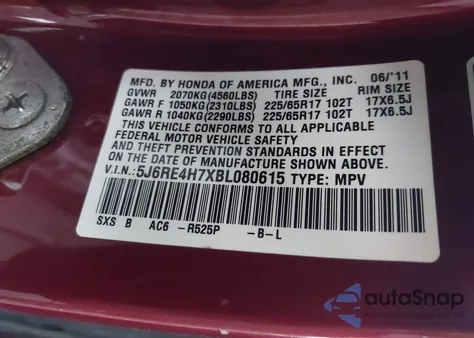 MFD. BY HONDA OF AMERICA MFG., INC. 06/'11
GVWR 2070KG(4560LBS) TIRE SIZE RIM SIZE
GAWR F 1050KG(2310LBS) 225/65R17 102T 17X6.5J
GAWR R 1040KG(2290LBS) 225/65R17 102T 17X6.5J
THIS VEHICLE CONFORMS TO ALL APPLICABLE
FEDERAL MOTOR VEHICLE SAFETY, BUMPER,
AND THEFT PREVENTION STANDARDS IN EFFECT
ON THE DATE OF MANUFACTURE SHOWN ABOVE.
V.I.N.: 5J6RE4H7XBL080615 TYPE: MPV
SXS B AC6 -R525P -B-L
autoSnap